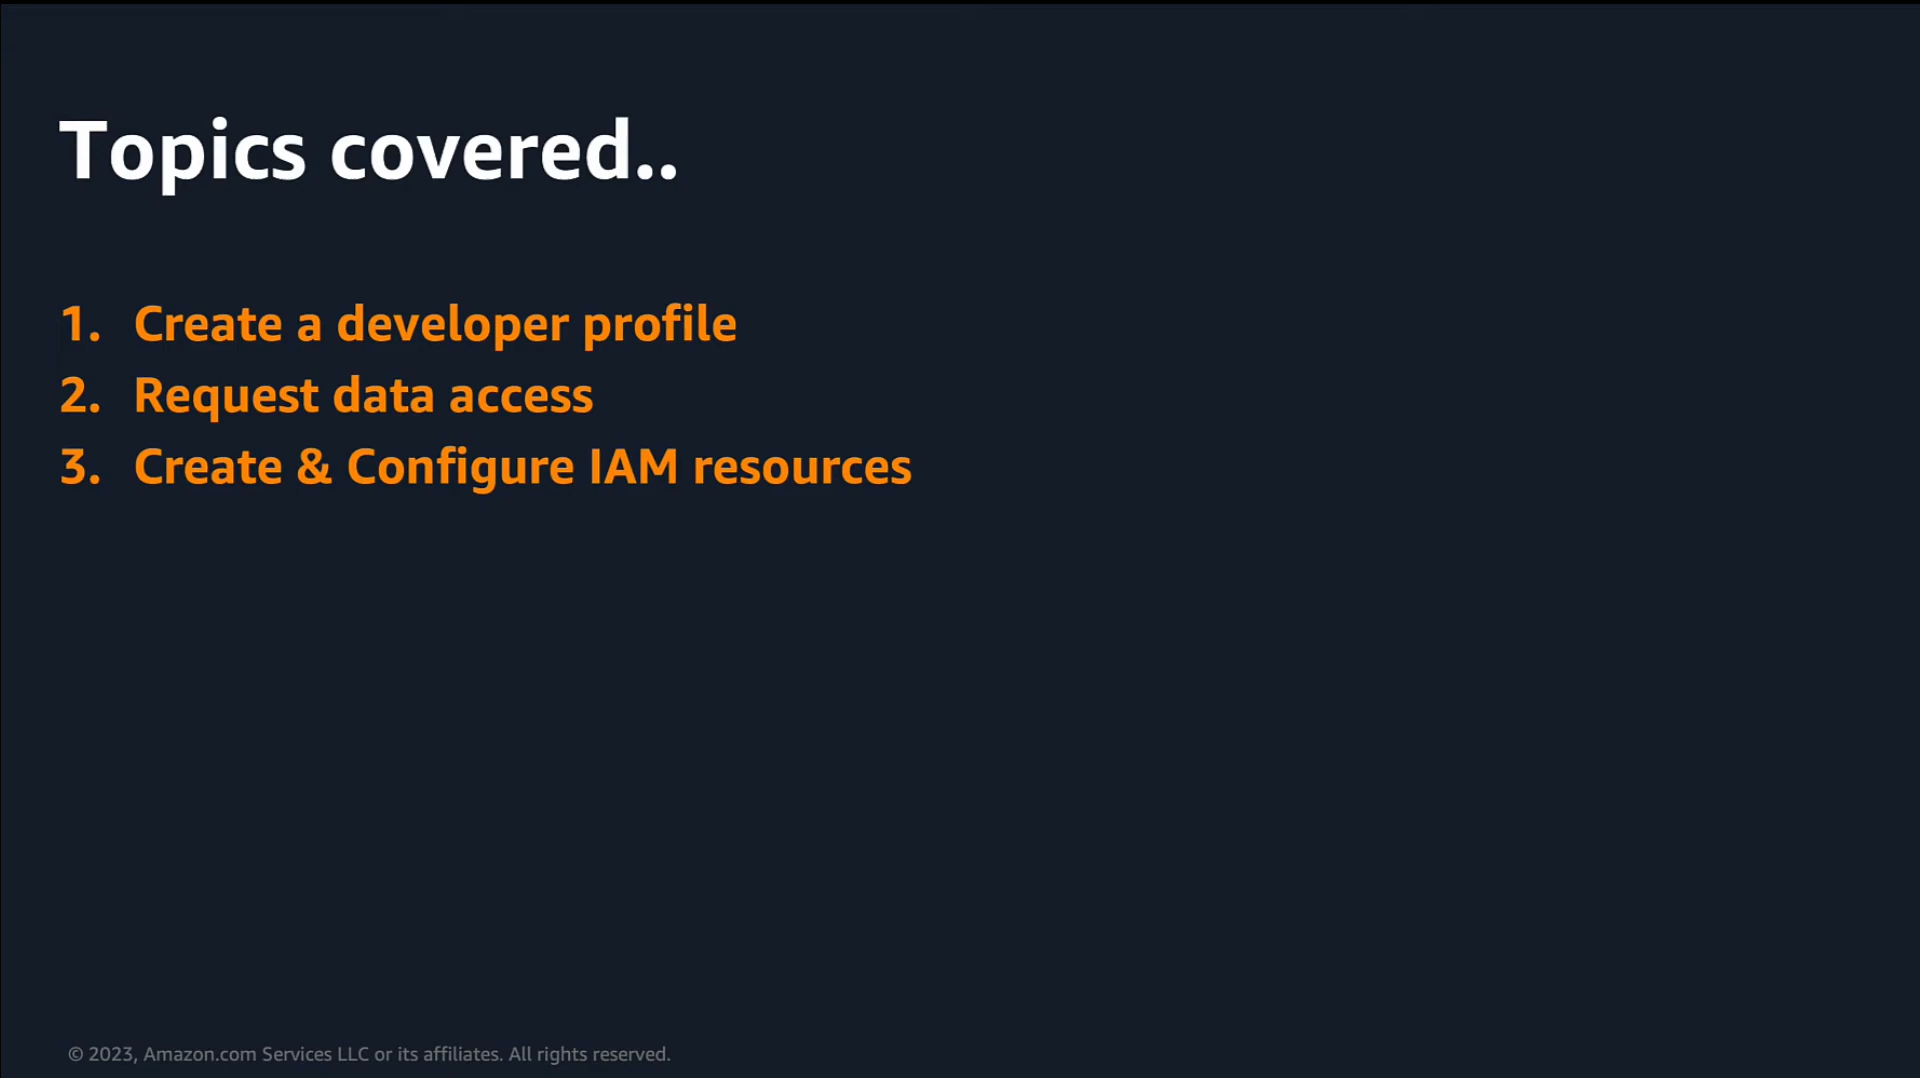 Topics covered..
1. Create a developer profile
2. Request data access
3. Create & Configure IAM resources
© 2023, Amazon.com Services LLC or its affiliates. All rights reserved.